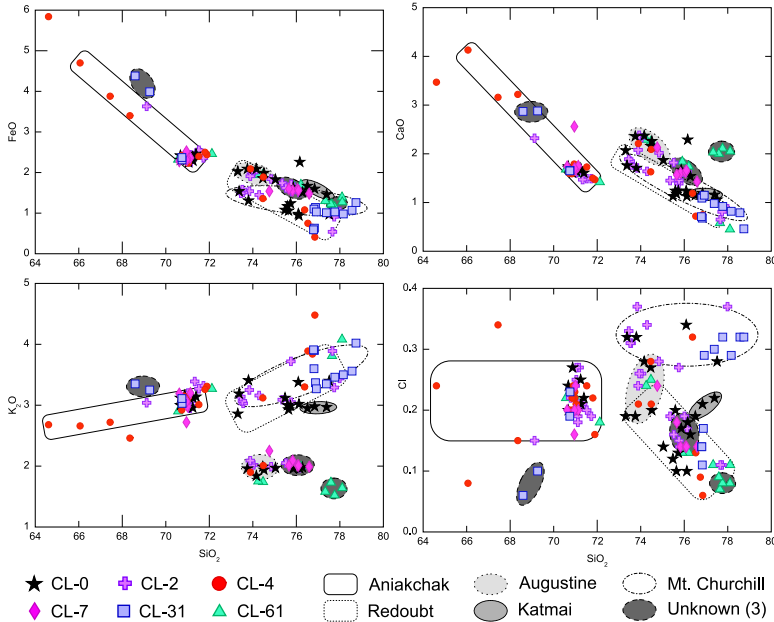 6
5
4
3
2
1
0
FeO
64 66 68 70 72 74 76 78 80
5
4
3
2
1
0
CaO
64 66 68 70 72 74 76 78 80
5
4
3
2
1
K2O
64 66 68 70 72 74 76 78 80
SiO2
0.4
0.3
0.2
0.1
0.0
Cl
64 66 68 70 72 74 76 78 80
SiO2
CL-0 CL-2 CL-4 Aniakchak Augustine Mt. Churchill
CL-7 CL-31 CL-61 Redoubt Katmai Unknown (3)